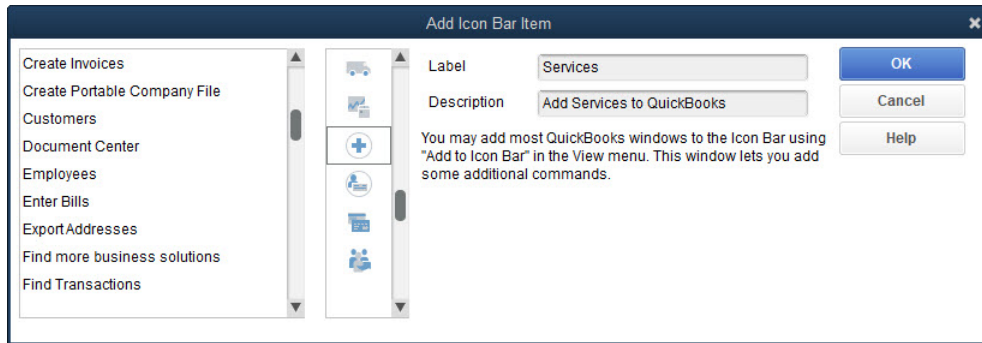 Add Icon Bar Item
Create Invoices
Create Portable Company File
Customers
Document Center
Employees
Enter Bills
Export Addresses
Find more business solutions
Find Transactions
Label
Services
Description
Add Services to QuickBooks
You may add most QuickBooks windows to the Icon Bar using
"Add to Icon Bar" in the View menu. This window lets you add
some additional commands.
OK
Cancel
Help